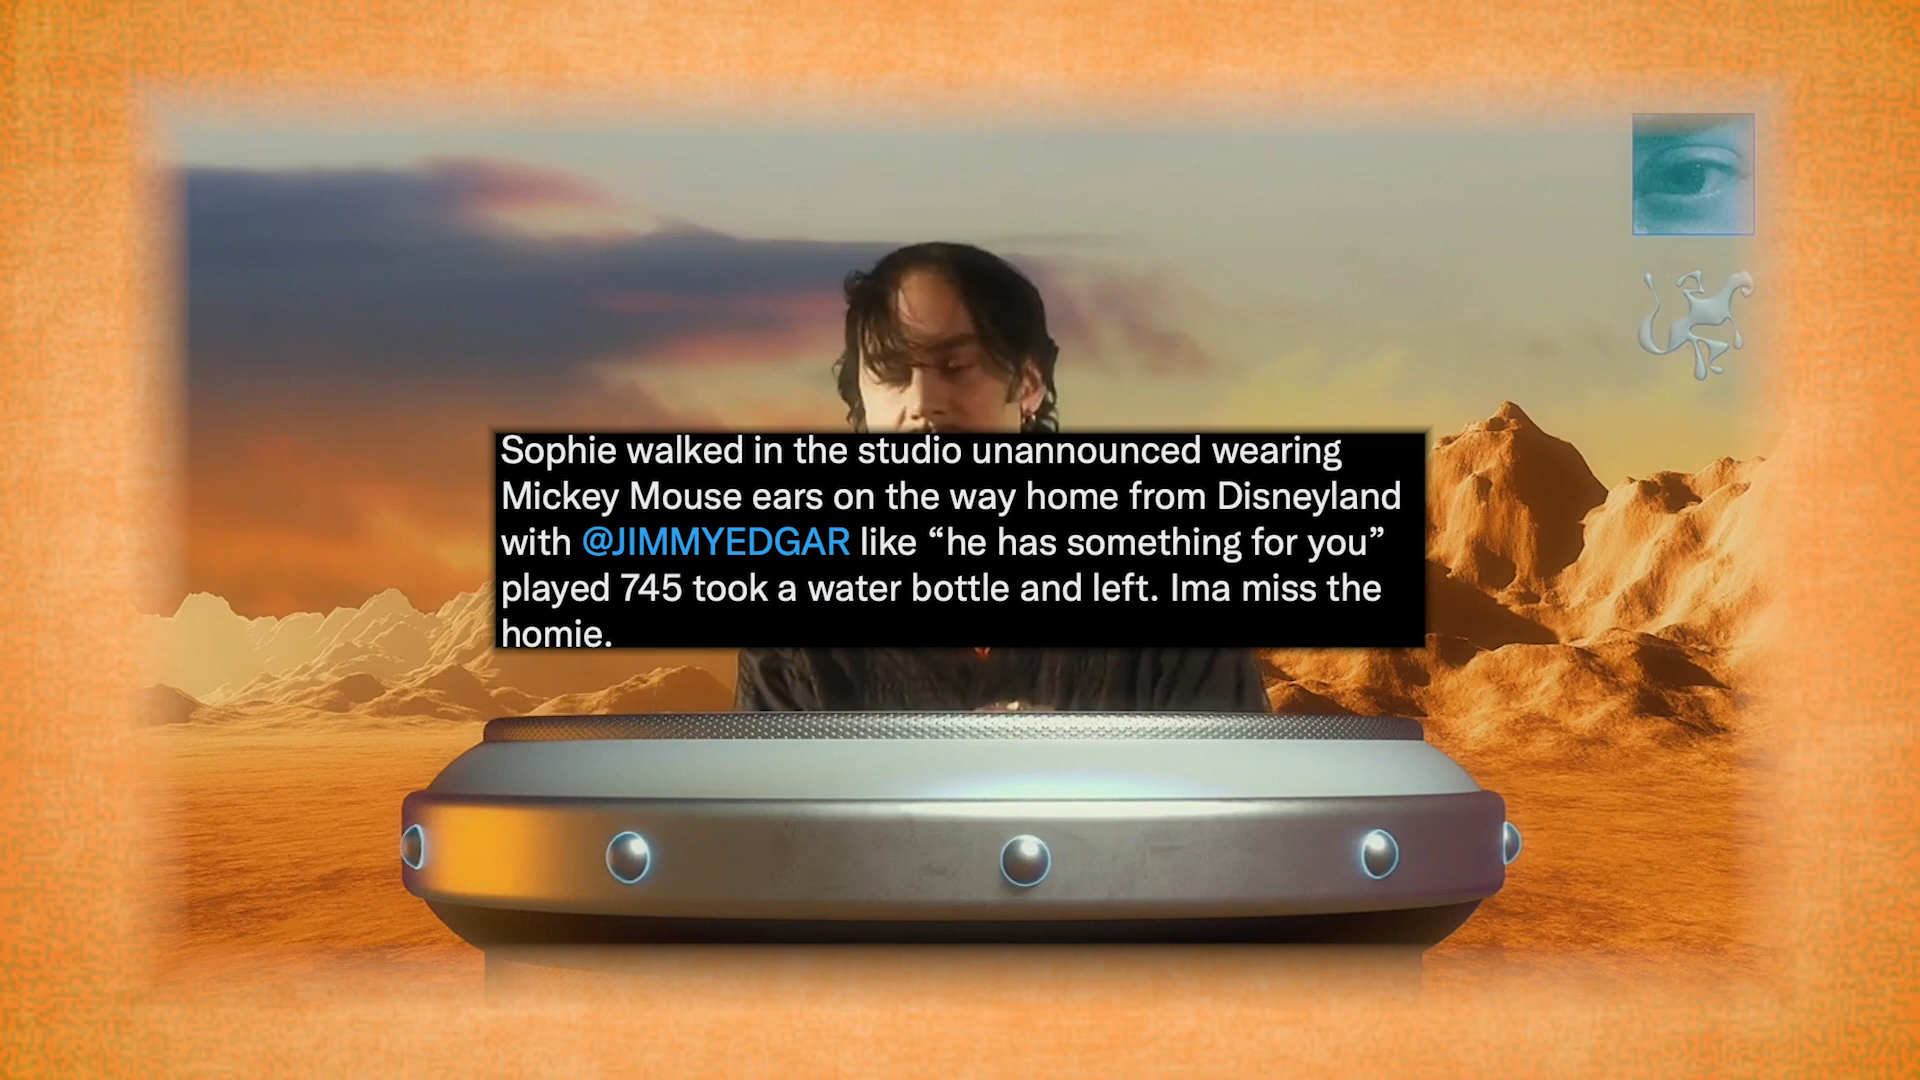 Sophie walked in the studio unannounced wearing
Mickey Mouse ears on the way home from Disneyland
with @JIMMYEDGAR like “he has something for you”
played 745 took a water bottle and left. Ima miss the
homie.